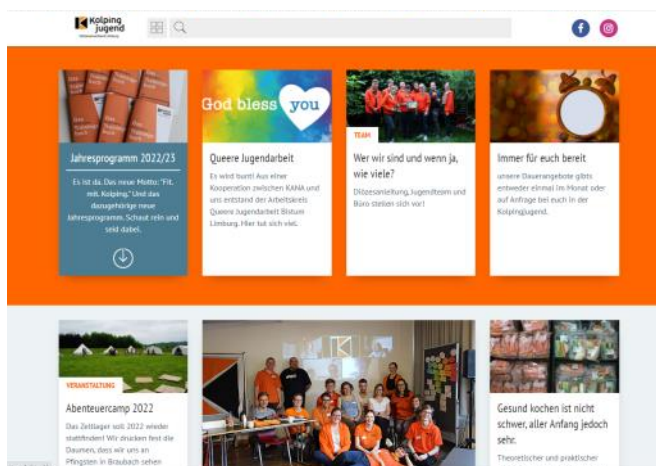 Kolping
jugend
Jahresprogramm 2022/23
Es ist da. Das neue Motto: "Fit.
mit. Kolping." Und das
dazugehörige neue
Jahresprogramm. Schaut rein und
seid dabei.
God bless you
Queere Jugendarbeit
Es wird bunt! Aus einer
Kooperation zwischen KANA und
uns entstand der Arbeitskreis
Queere Jugendarbeit Bistum
Limburg. Hier tut sich viel.
TEAM
Wer wir sind und wenn ja,
wie viele?
Diözesanleitung, Jugendteam und
Büro stellen sich vor!
Immer für euch bereit
unsere Dauerangebote gibts
entweder einmal im Monat oder
auf Anfrage bei euch in der
Kolpingjugend.
VERANSTALTUNG
Abenteuercamp 2022
Das Zeltlager soll 2022 wieder
stattfinden! Wir drücken fest die
Daumen, dass wir uns an
Pfingsten in Braubach sehen
Gesund kochen ist nicht
schwer, aller Anfang jedoch
sehr.
Theoretischer und praktischer